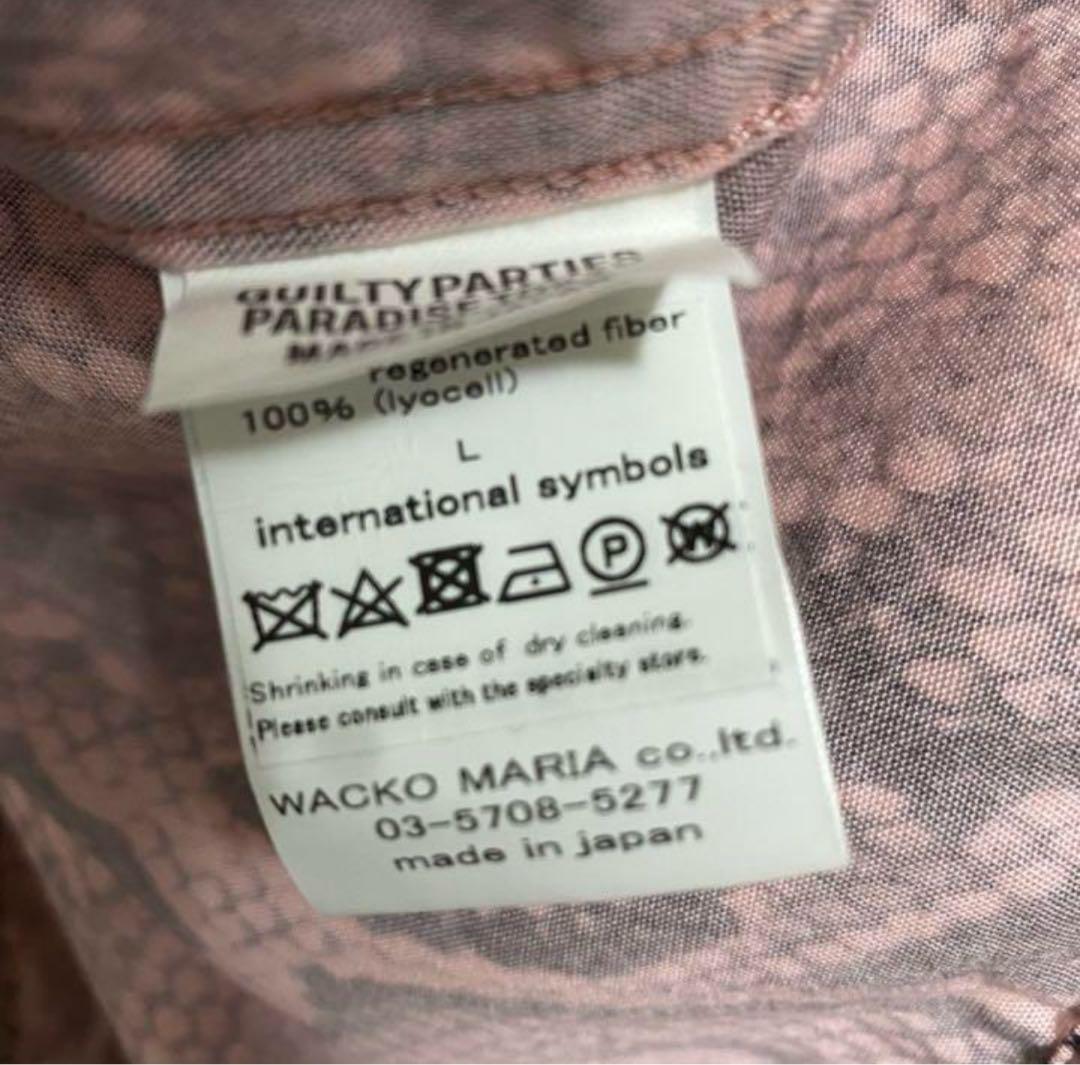 GUILTY PARTIES
PARADISE
regenerated fiber
100% (lyocell)
L
international symbols
P W
Shrinking in case of dry cleaning.
Please consult with the specialty store.
WACKO MARIA co.,ltd.
03-5708-5277
made in japan